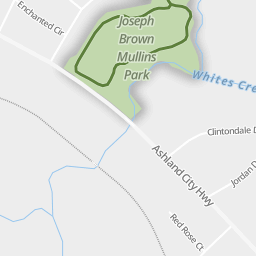 Enchanted Cir
Joseph
Brown
Mullins
Park
Whites Cre
Clintondale D
Ashland City Hwy
Jordan D
Red Rose Ct